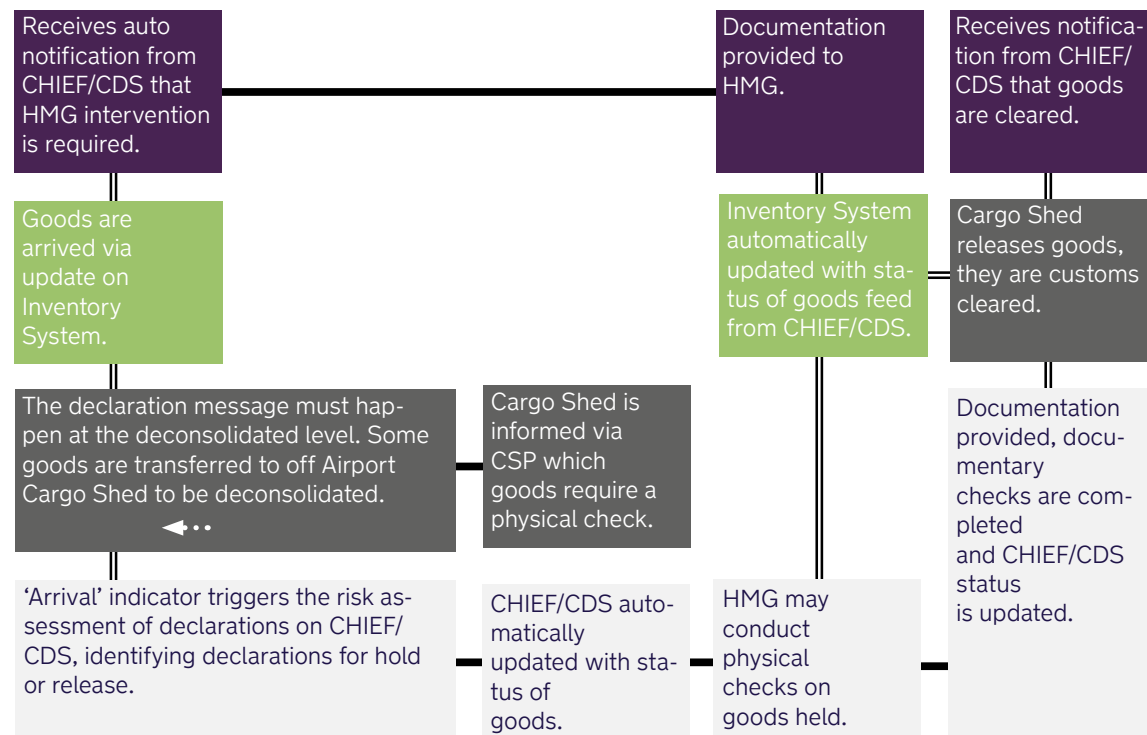 Receives auto
notification from
CHIEF/CDS that
HMG intervention
is required.
Documentation
provided to
HMG.
Receives notifica-
tion from CHIEF/
CDS that goods
are cleared.
Goods are
arrived via
update on
Inventory
System.
Inventory System
automatically
updated with sta-
tus of goods feed
from CHIEF/CDS.
Cargo Shed
releases goods,
they are customs
cleared.
The declaration message must hap-
pen at the deconsolidated level. Some
goods are transferred to off Airport
Cargo Shed to be deconsolidated.
Cargo Shed is
informed via
CSP which
goods require a
physical check.
Documentation
provided, docu-
mentary
checks are com-
pleted
and CHIEF/CDS
status
is updated.
‘Arrival’ indicator triggers the risk as-
sessment of declarations on CHIEF/
CDS, identifying declarations for hold
or release.
CHIEF/CDS auto-
matically
updated with sta-
tus of
goods.
HMG may
conduct
physical
checks on
goods held.